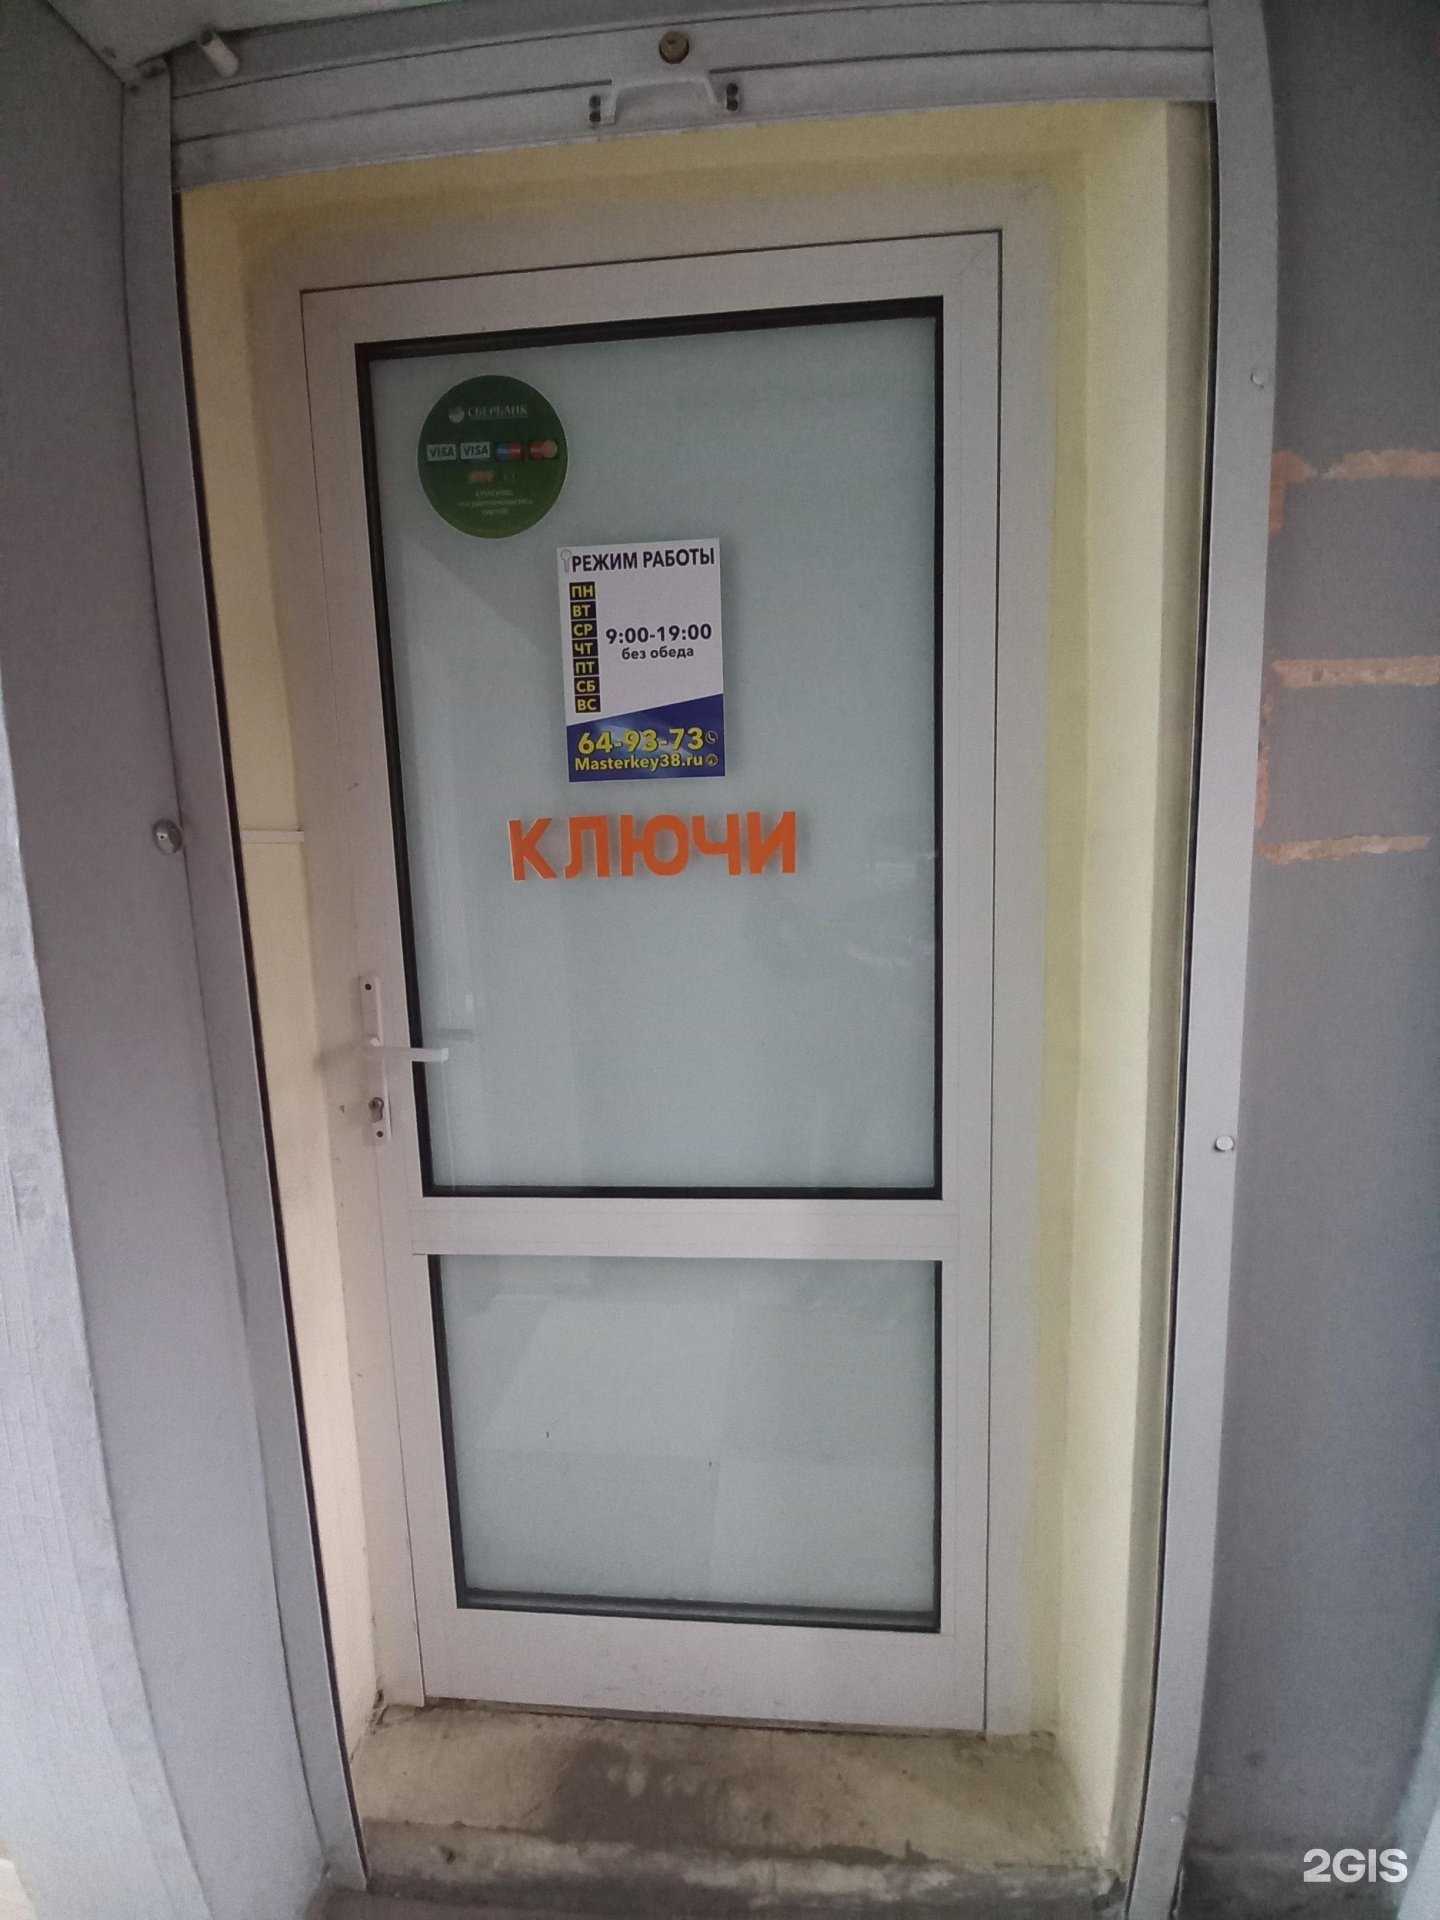 СБЕРБАНК
VISA VISA
РЕЖИМ РАБОТЫ
ПН
ВТ
СР
ЧТ
ПТ
СБ
ВС
9:00-19:00
без обеда
64-93-73
Masterkey38.ru
КЛЮЧИ
2GIS